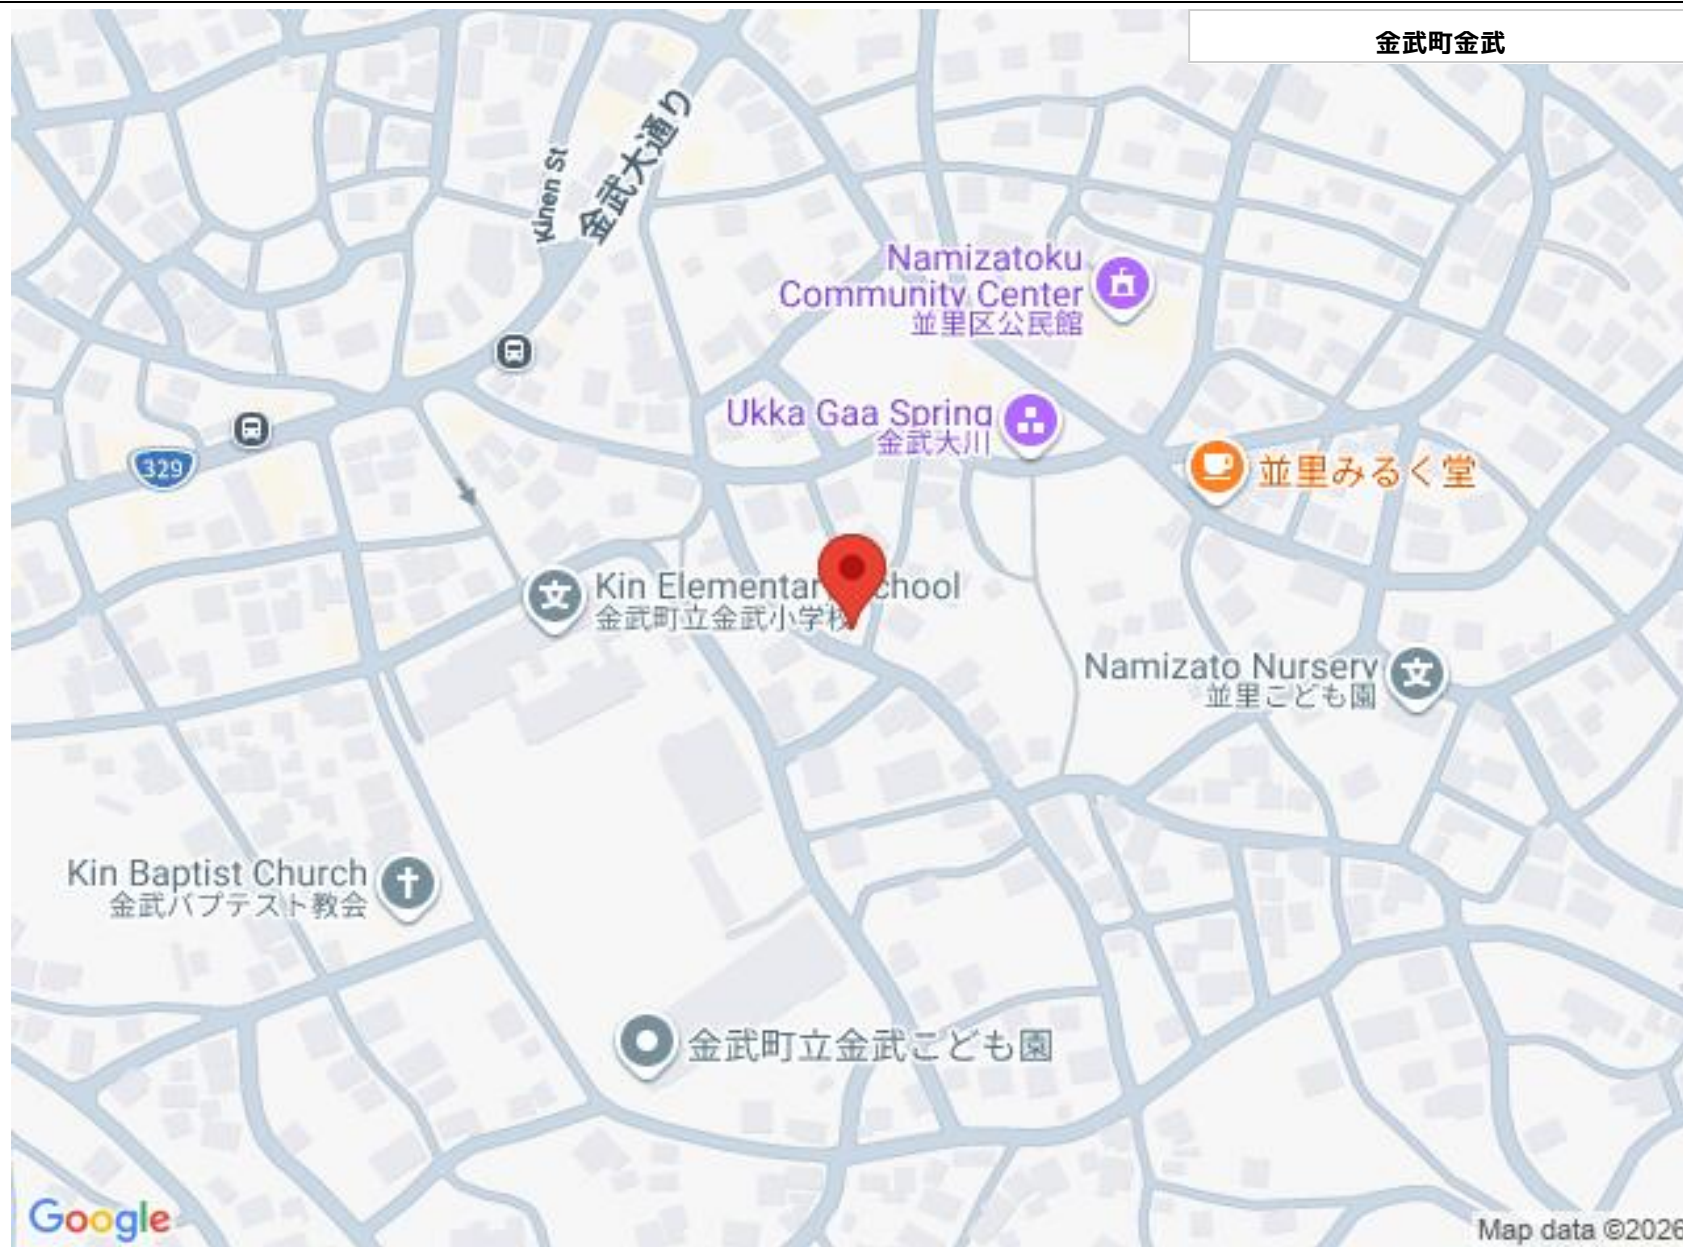 金武町金武
Kinen St
金武大通り
Namizatoku
Community Center
並里区公民館
Ukka Gaa Spring
金武大川
並里みるく堂
329
Kin Elementary School
金武町立金武小学校
Namizato Nursery
並里こども園
Kin Baptist Church
金武バプテスト教会
金武町立金武こども園
Google
Map data ©2026